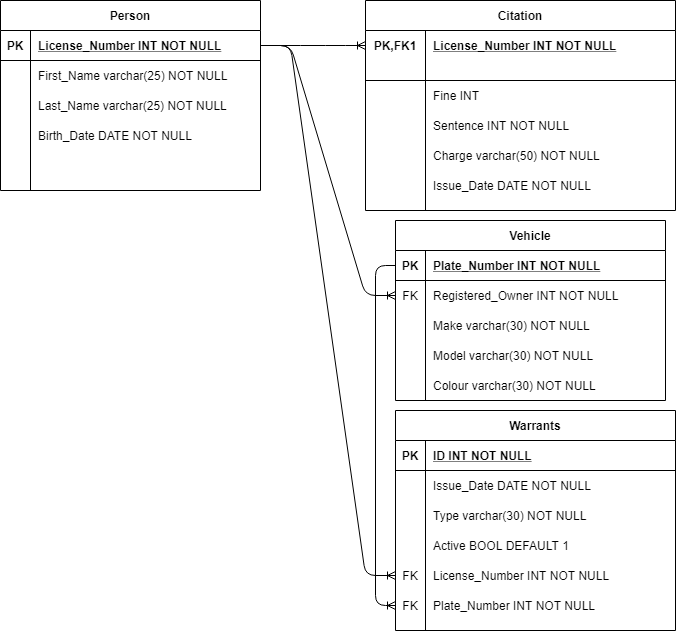 Person
PK License_Number INT NOT NULL
First_Name varchar(25) NOT NULL
Last_Name varchar(25) NOT NULL
Birth_Date DATE NOT NULL
Citation
PK,FK1 License_Number INT NOT NULL
Fine INT
Sentence INT NOT NULL
Charge varchar(50) NOT NULL
Issue_Date DATE NOT NULL
Vehicle
PK Plate_Number INT NOT NULL
FK Registered_Owner INT NOT NULL
Make varchar(30) NOT NULL
Model varchar(30) NOT NULL
Colour varchar(30) NOT NULL
Warrants
PK ID INT NOT NULL
Issue_Date DATE NOT NULL
Type varchar(30) NOT NULL
Active BOOL DEFAULT 1
FK License_Number INT NOT NULL
FK Plate_Number INT NOT NULL